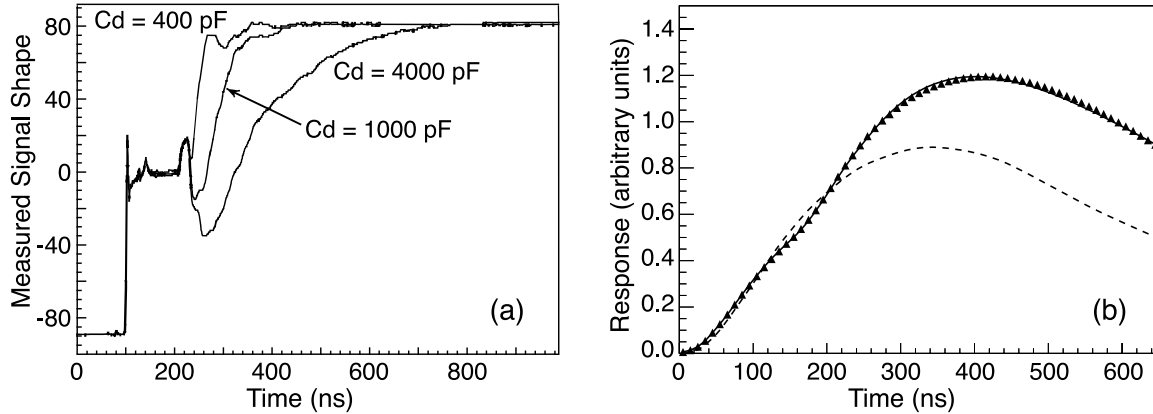 Measured Signal Shape
80
40
0
-40
-80
Cd = 400 pF
Cd = 4000 pF
Cd = 1000 pF
(a)
0 200 400 600 800
Time (ns)
Response (arbitrary units)
1.4
1.2
1.0
0.8
0.6
0.4
0.2
0.0
(b)
0 100 200 300 400 500 600
Time (ns)